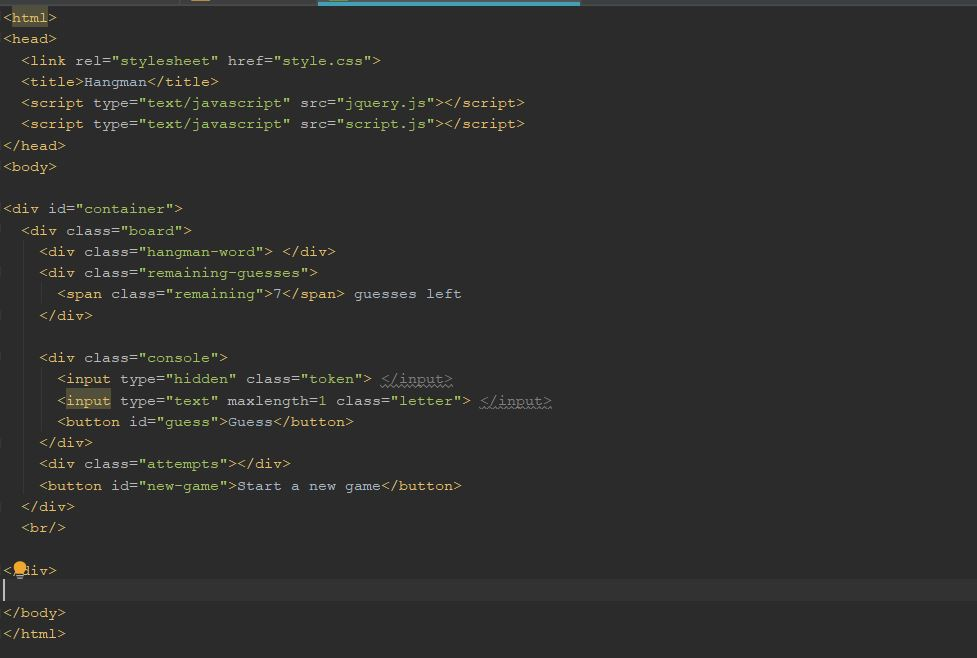 <html>
<head>
  <link rel="stylesheet" href="style.css">
  <title>Hangman</title>
  <script type="text/javascript" src="jquery.js"></script>
  <script type="text/javascript" src="script.js"></script>
</head>
<body>

<div id="container">
  <div class="board">
    <div class="hangman-word"> </div>
    <div class="remaining-guesses">
      <span class="remaining">7</span> guesses left
    </div>

    <div class="console">
      <input type="hidden" class="token"> </input>
      <input type="text" maxlength=1 class="letter"> </input>
      <button id="guess">Guess</button>
    </div>
    <div class="attempts"></div>
    <button id="new-game">Start a new game</button>
  </div>
  <br/>

</div>

</body>
</html>